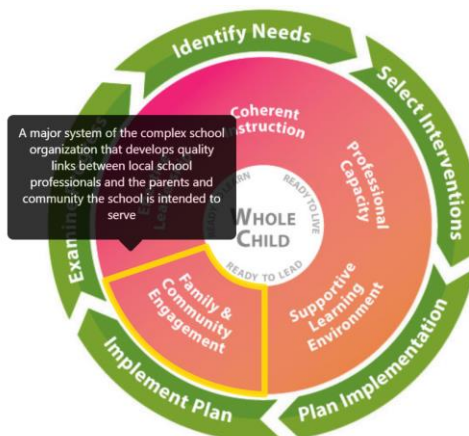 Identify Needs
Select Interventions
Plan Implementation
Implement Plan
Examine
A major system of the complex school
organization that develops quality
links between local school
professionals and the parents and
community the school is intended to
serve
Coherent
Professional
Capacity
Supportive
Learning
Environment
Family &
Community
Engagement
WHOLE
CHILD
READY TO LIVE
READY TO LEAD